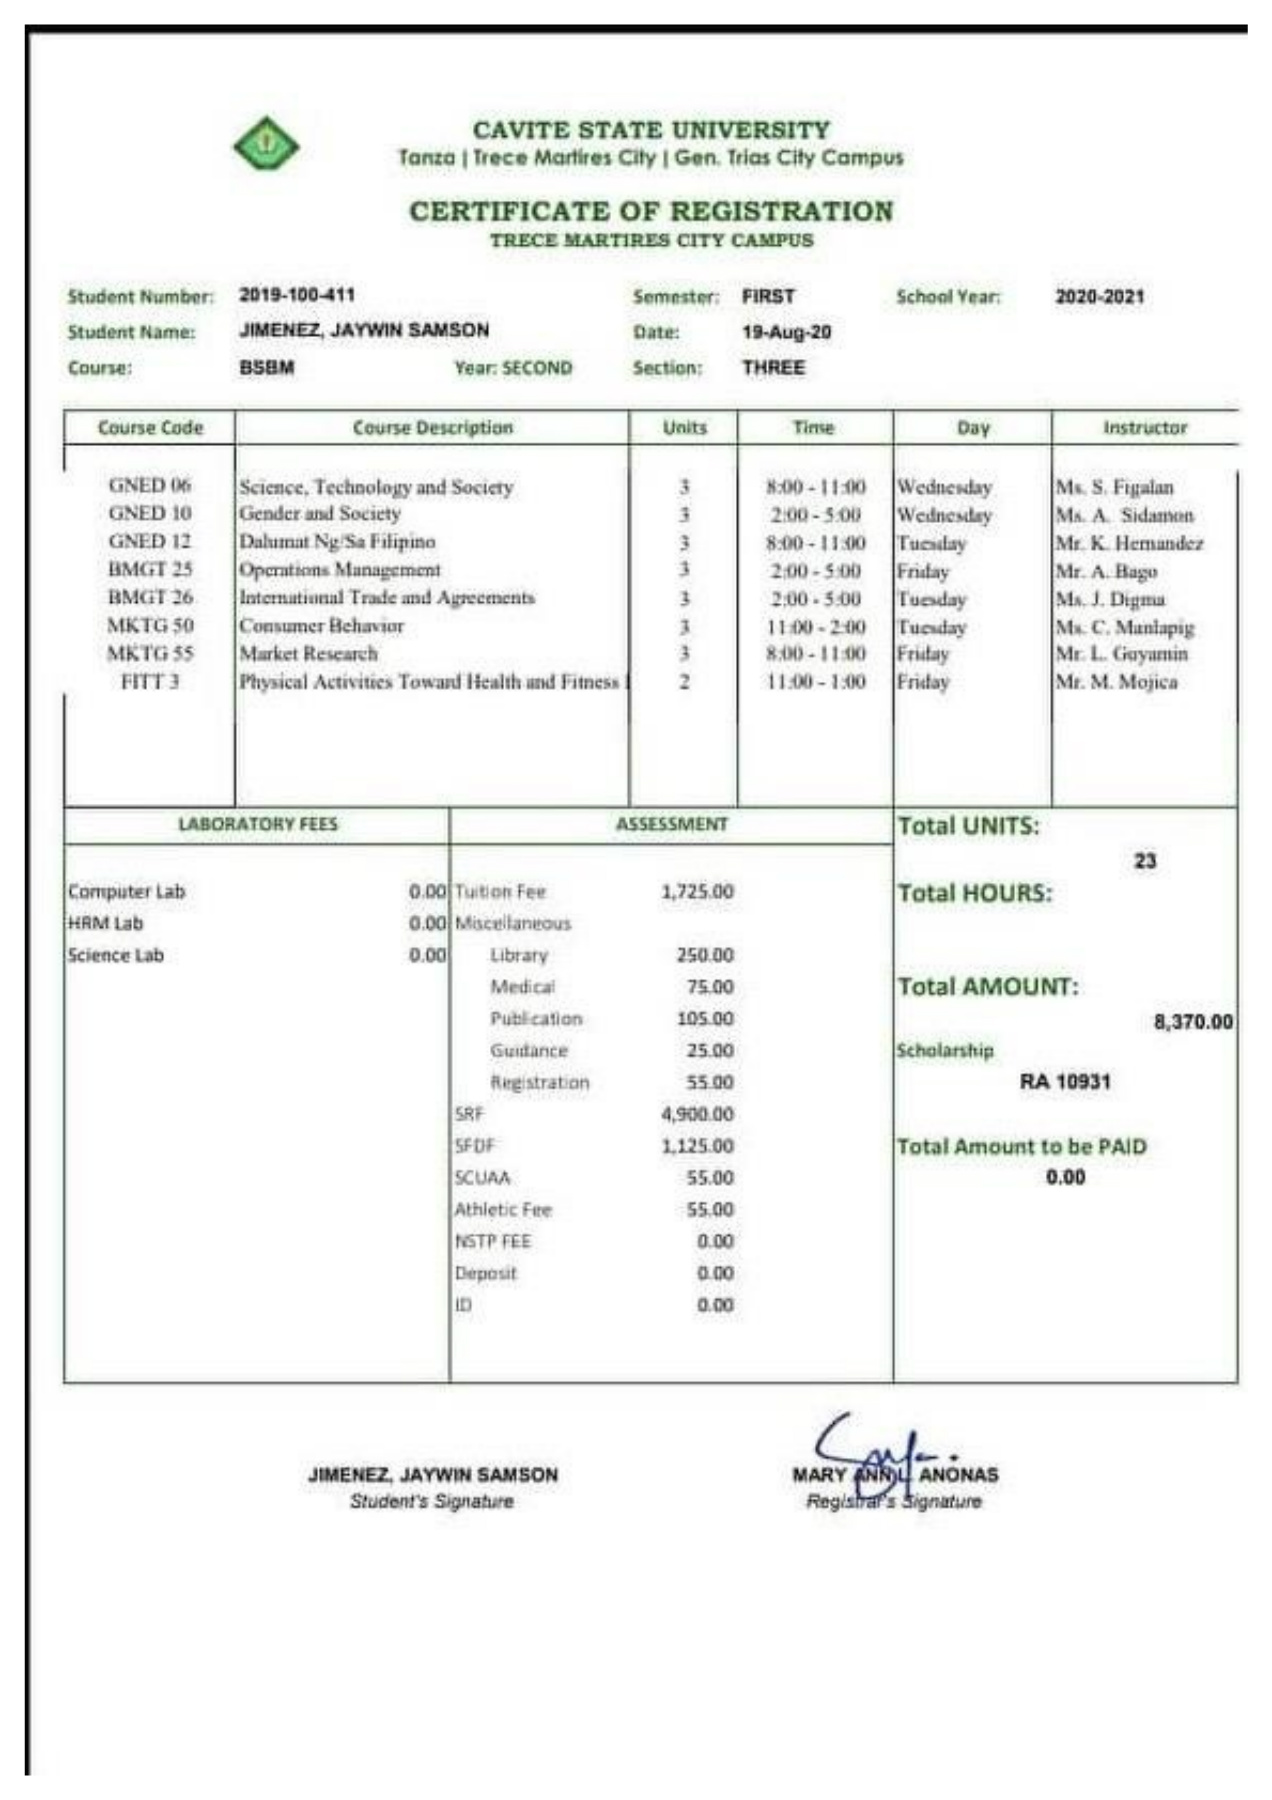 CAVITE STATE UNIVERSITY
Tanza | Trece Martires City | Gen. Trias City Campus
CERTIFICATE OF REGISTRATION
TRECE MARTIRES CITY CAMPUS
Student Number: 2019-100-411 Semester: FIRST School Year: 2020-2021
Student Name: JIMENEZ, JAYWIN SAMSON Date: 19-Aug-20
Course: BSBM Year: SECOND Section: THREE
Course Code Course Description Units Time Day Instructor
GNED 06 Science, Technology and Society 3 8:00 - 11:00 Wednesday Ms. S. Figalan
GNED 10 Gender and Society 3 2:00 - 5:00 Wednesday Ms. A. Sidamon
GNED 12 Dalumat Ng/Sa Filipino 3 8:00 - 11:00 Tuesday Mr. K. Hernandez
BMGT 25 Operations Management 3 2:00 - 5:00 Friday Mr. A. Bago
BMGT 26 International Trade and Agreements 3 2:00 - 5:00 Tuesday Ms. J. Digma
MKTG 50 Consumer Behavior 3 11:00 - 2:00 Tuesday Ms. C. Manlapig
MKTG 55 Market Research 3 8:00 - 11:00 Friday Mr. L. Goyamin
FITT 3 Physical Activities Toward Health and Fitness 2 11:00 - 1:00 Friday Mr. M. Mojica
LABORATORY FEES ASSESSMENT Total UNITS:
23
Computer Lab 0.00 Tuition Fee 1,725.00 Total HOURS:
HRM Lab 0.00 Miscellaneous
Science Lab 0.00 Library 250.00
Medical 75.00 Total AMOUNT:
Publication 105.00 8,370.00
Guidance 25.00 Scholarship
Registration 55.00 RA 10931
SRF 4,900.00
SFDF 1,125.00 Total Amount to be PAID
SCUAA 55.00 0.00
Athletic Fee 55.00
NSTP FEE 0.00
Deposit 0.00
ID 0.00
JIMENEZ, JAYWIN SAMSON MARY ANN L. ANONAS
Student's Signature Registrar's Signature